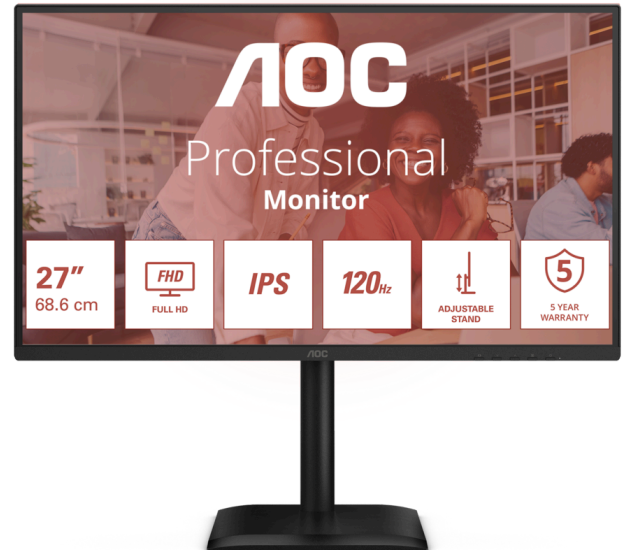 AOC
Professional
Monitor
27"
68.6 cm
FHD
FULL HD
IPS
120Hz
ADJUSTABLE
STAND
5
5 YEAR
WARRANTY
AOC